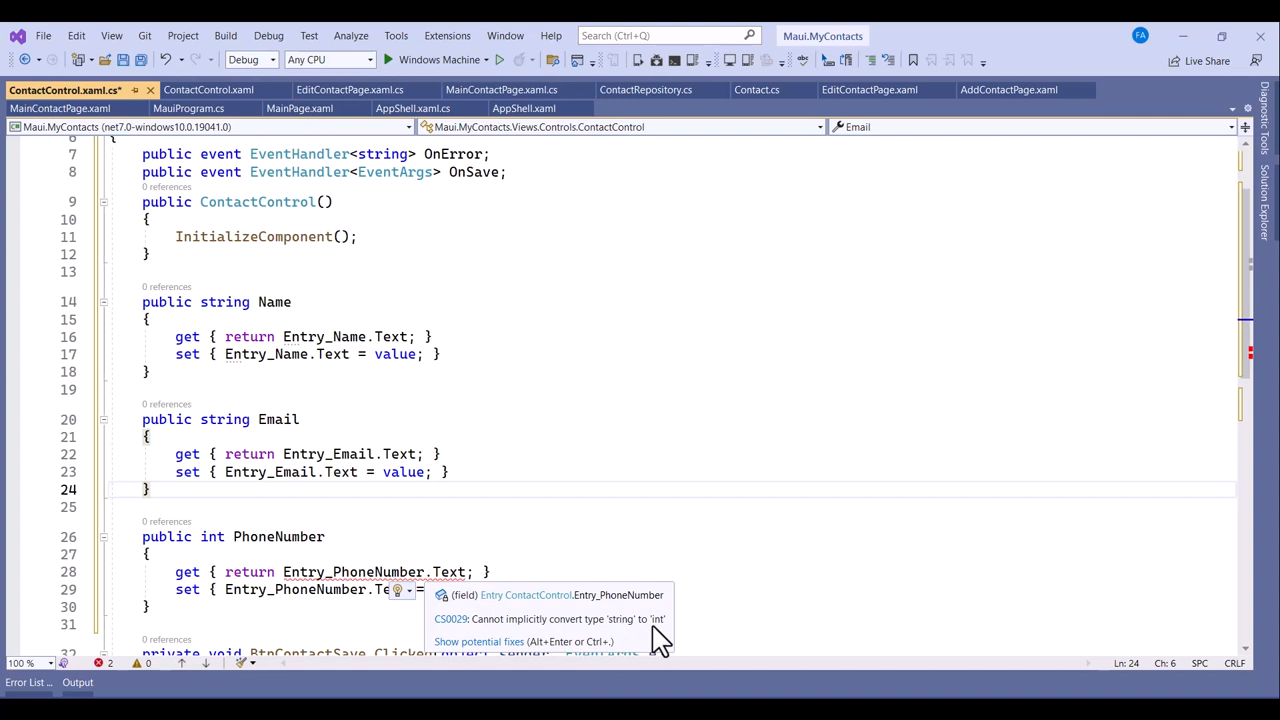 File Edit View Git Project Build Debug Test Analyze Tools Extensions Window Help Search (Ctrl+Q) Maui.MyContacts FA
Debug Any CPU Windows Machine Live Share
ContactControl.xaml.cs* ContactControl.xaml EditContactPage.xaml.cs MainContactPage.xaml.cs ContactRepository.cs Contact.cs EditContactPage.xaml AddContactPage.xaml
MainContactPage.xaml MauiProgram.cs MainPage.xaml AppShell.xaml.cs AppShell.xaml
Maui.MyContacts (net7.0-windows10.0.19041.0) Maui.MyContacts.Views.Controls.ContactControl Email
6 {
7 public event EventHandler<string> OnError;
8 public event EventHandler<EventArgs> OnSave;
0 references
9 public ContactControl()
10 {
11 InitializeComponent();
12 }
13
0 references
14 public string Name
15 {
16 get { return Entry_Name.Text; }
17 set { Entry_Name.Text = value; }
18 }
19
0 references
20 public string Email
21 {
22 get { return Entry_Email.Text; }
23 set { Entry_Email.Text = value; }
24 }
25
0 references
26 public int PhoneNumber
27 {
28 get { return Entry_PhoneNumber.Text; }
29 set { Entry_PhoneNumber.Te =
(field) Entry ContactControl.Entry_PhoneNumber
30 }
CS0029: Cannot implicitly convert type 'string' to 'int'
31
Show potential fixes (Alt+Enter or Ctrl+.)
32 private void BtnContactSave_Clicked(object sender, EventArgs e
100 % 2 0 Ln: 24 Ch: 6 SPC CRLF
Error List ... Output
Diagnostic Tools
Solution Explorer